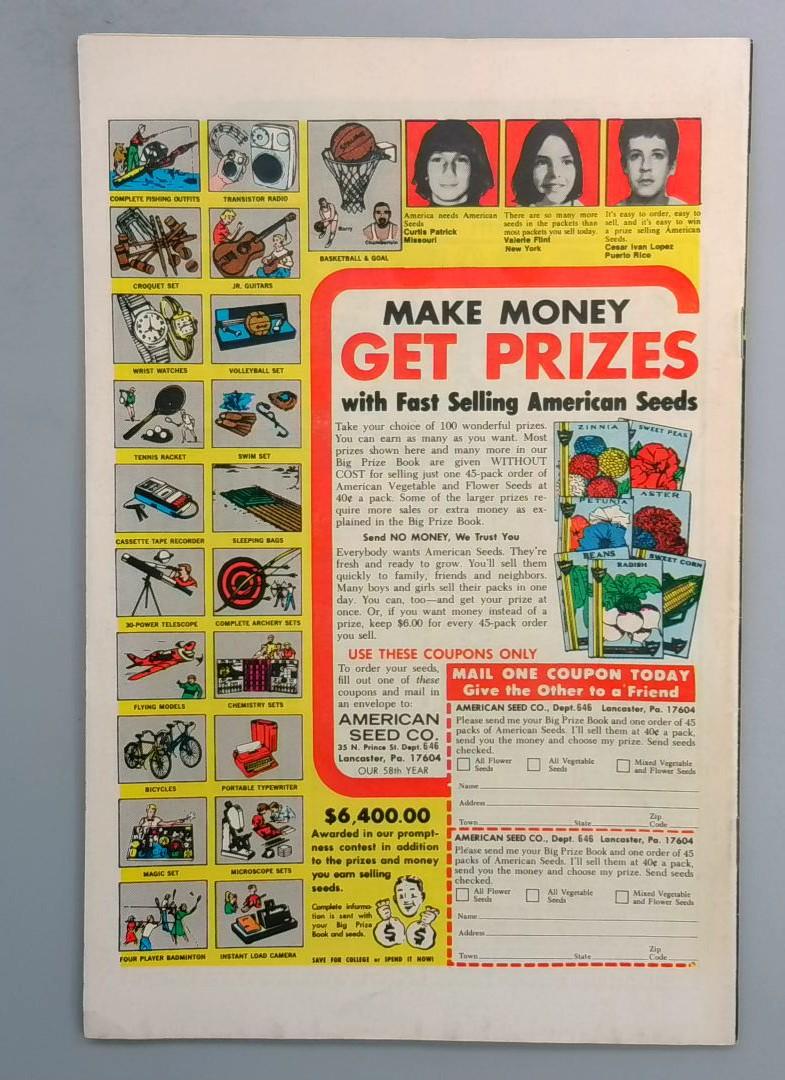 COMPLETE FISHING OUTFITS
TRANSISTOR RADIO
CROQUET SET
JR. GUITARS
WRIST WATCHES
VOLLEYBALL SET
TENNIS RACKET
SWIM SET
CASSETTE TAPE RECORDER
SLEEPING BAGS
30-POWER TELESCOPE
COMPLETE ARCHERY SETS
FLYING MODELS
CHEMISTRY SETS
BICYCLES
PORTABLE TYPEWRITER
MAGIC SET
MICROSCOPE SETS
FOUR PLAYER BADMINTON
INSTANT LOAD CAMERA
SPALDING
Barry
Chamberlain
BASKETBALL & GOAL
America needs American
Seeds
Curtis Patrick
Missouri
There are so many more
seeds in the packets than
most packets you sell today.
Valerie Flint
New York
It's easy to order, easy to
sell, and it's easy to win
a prize selling American
Seeds.
Cesar Ivan Lopez
Puerto Rico
MAKE MONEY
GET PRIZES
with Fast Selling American Seeds
Take your choice of 100 wonderful prizes.
You can earn as many as you want. Most
prizes shown here and many more in our
Big Prize Book are given WITHOUT
COST for selling just one 45-pack order of
American Vegetable and Flower Seeds at
40¢ a pack. Some of the larger prizes re-
quire more sales or extra money as ex-
plained in the Big Prize Book.
Send NO MONEY, We Trust You
Everybody wants American Seeds. They're
fresh and ready to grow. You'll sell them
quickly to family, friends and neighbors.
Many boys and girls sell their packs in one
day. You can, too—and get your prize at
once. Or, if you want money instead of a
prize, keep $6.00 for every 45-pack order
you sell.
ZINNIA
SWEET PEAS
PETUNIA
ASTER
BEANS
RADISH
SWEET CORN
USE THESE COUPONS ONLY
To order your seeds,
fill out one of these
coupons and mail in
an envelope to:
AMERICAN
SEED CO.
35 N. Prince St. Dept. 646
Lancaster, Pa. 17604
OUR 58th YEAR
MAIL ONE COUPON TODAY
Give the Other to a Friend
AMERICAN SEED CO., Dept. 646 Lancaster, Pa. 17604
Please send me your Big Prize Book and one order of 45
packs of American Seeds. I'll sell them at 40¢ a pack,
send you the money and choose my prize. Send seeds
checked.
All Flower
Seeds
All Vegetable
Seeds
Mixed Vegetable
and Flower Seeds
Name
Address
Town State Zip Code
AMERICAN SEED CO., Dept. 646 Lancaster, Pa. 17604
Please send me your Big Prize Book and one order of 45
packs of American Seeds. I'll sell them at 40¢ a pack,
send you the money and choose my prize. Send seeds
checked.
All Flower
Seeds
All Vegetable
Seeds
Mixed Vegetable
and Flower Seeds
Name
Address
Town State Zip Code
$6,400.00
Awarded in our prompt-
ness contest in addition
to the prizes and money
you earn selling
seeds.
Complete informa-
tion is sent with
your Big Prize
Book and seeds.
$ $
SAVE FOR COLLEGE or SPEND IT NOW!